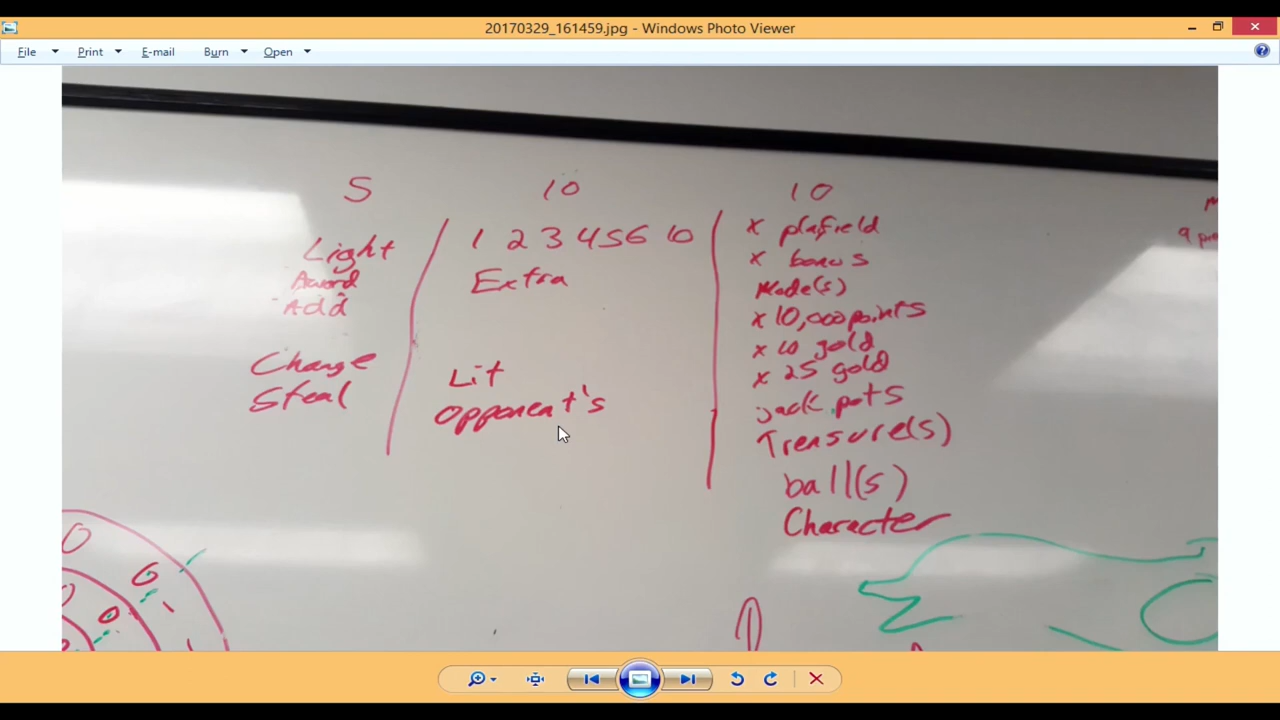 20170329_161459.jpg - Windows Photo Viewer
File Print E-mail Burn Open
5 10 10
Light
Award
Add
Change
Steal
1 2 3 4 5 6 10
Extra
Lit
Opponent's
x playfield
x bonus
Mode(s)
x 10,000 points
x 10 gold
x 25 gold
jackpots
Treasure(s)
ball(s)
Character